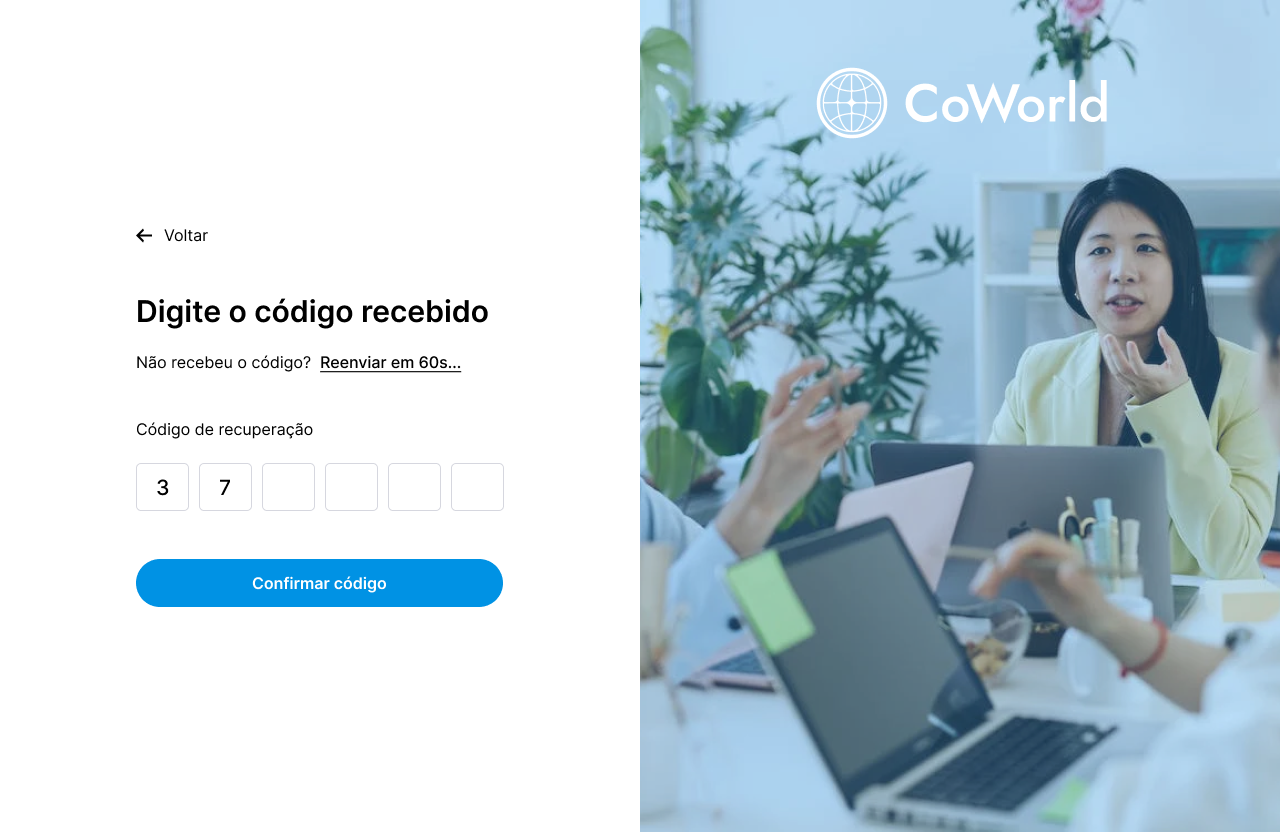 Voltar
Digite o código recebido
Não recebeu o código? Reenviar em 60s...
Código de recuperação
3 7
Confirmar código
CoWorld